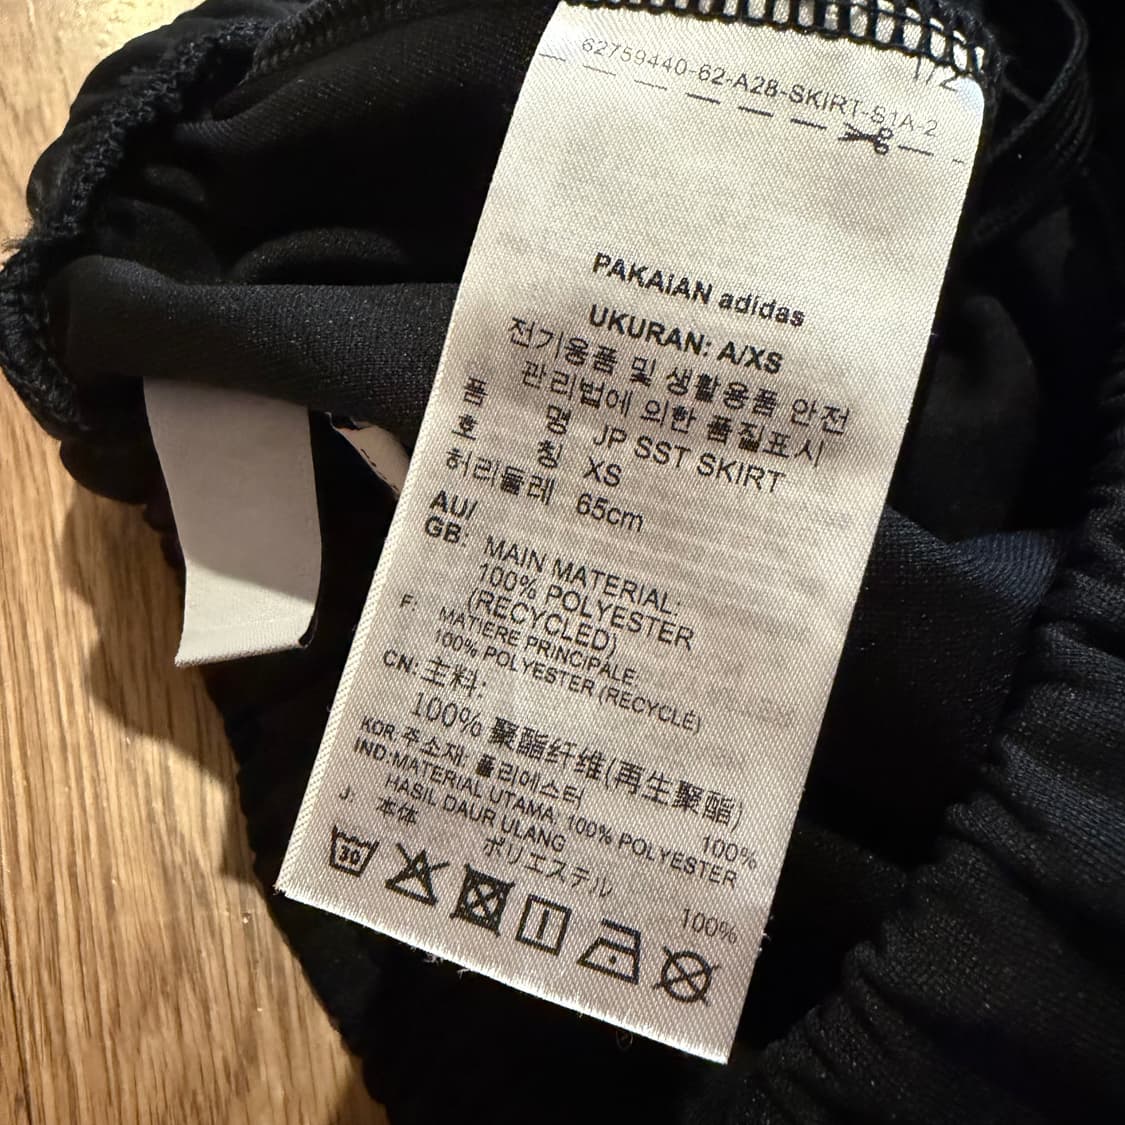 62759440-62-A28-SKIRT-S1A-2
1/2
PAKAIAN adidas
UKURAN: A/XS
전기용품 및 생활용품 안전
관리법에 의한 품질표시
품 명 JP SST SKIRT
호 칭 XS
허리둘레 65cm
AU/
GB: MAIN MATERIAL:
100% POLYESTER
(RECYCLED)
F: MATIERE PRINCIPALE:
100% POLYESTER (RECYCLÉ)
CN: 主料:
100% 聚酯纤维(再生聚酯)
KOR:주소재: 폴리에스터 100%
IND:MATERIAL UTAMA: 100% POLYESTER
HASIL DAUR ULANG
J: 本体
ポリエステル 100%
30